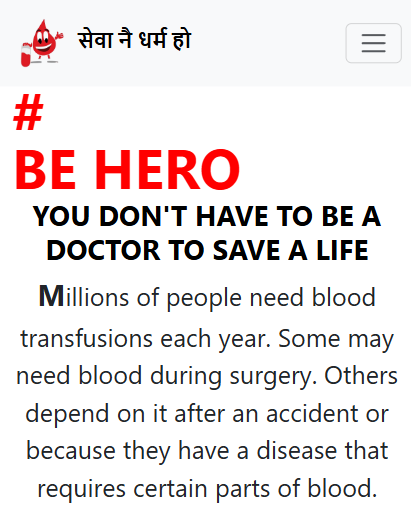 सेवा नै धर्म हो
#
BE HERO
YOU DON'T HAVE TO BE A
DOCTOR TO SAVE A LIFE
Millions of people need blood
transfusions each year. Some may
need blood during surgery. Others
depend on it after an accident or
because they have a disease that
requires certain parts of blood.